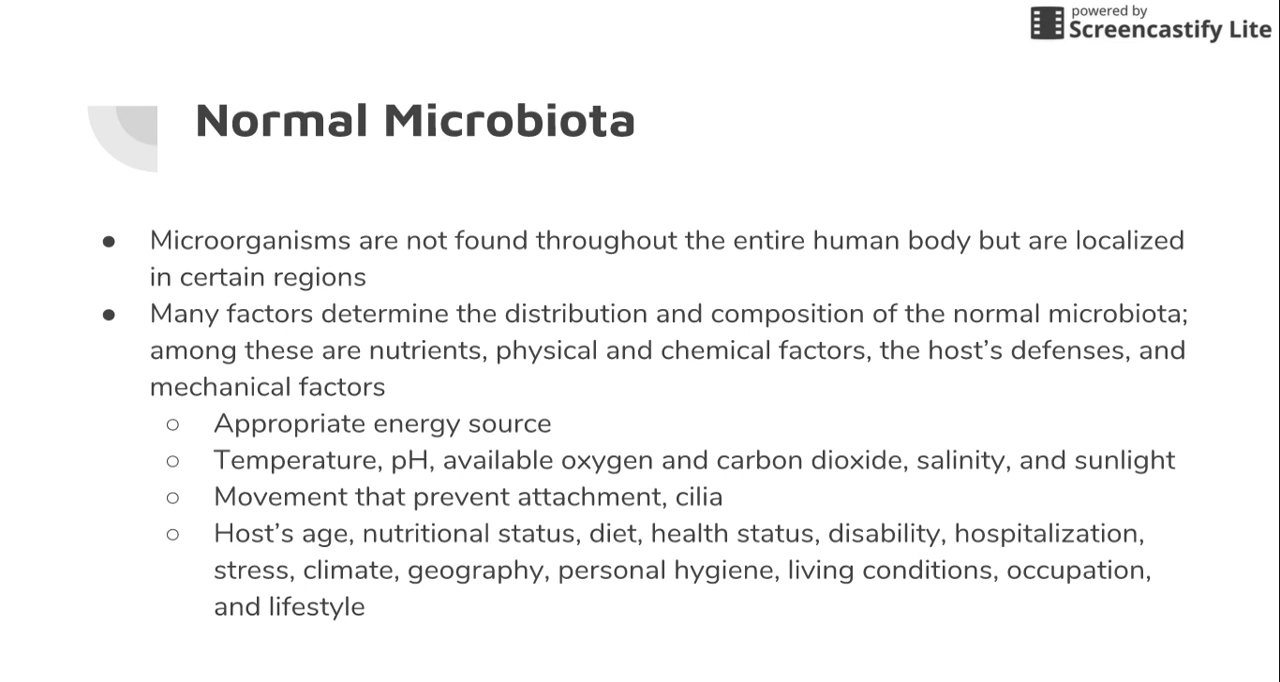 powered by
Screencastify Lite
Normal Microbiota
● Microorganisms are not found throughout the entire human body but are localized
in certain regions
● Many factors determine the distribution and composition of the normal microbiota;
among these are nutrients, physical and chemical factors, the host’s defenses, and
mechanical factors
○ Appropriate energy source
○ Temperature, pH, available oxygen and carbon dioxide, salinity, and sunlight
○ Movement that prevent attachment, cilia
○ Host’s age, nutritional status, diet, health status, disability, hospitalization,
stress, climate, geography, personal hygiene, living conditions, occupation,
and lifestyle